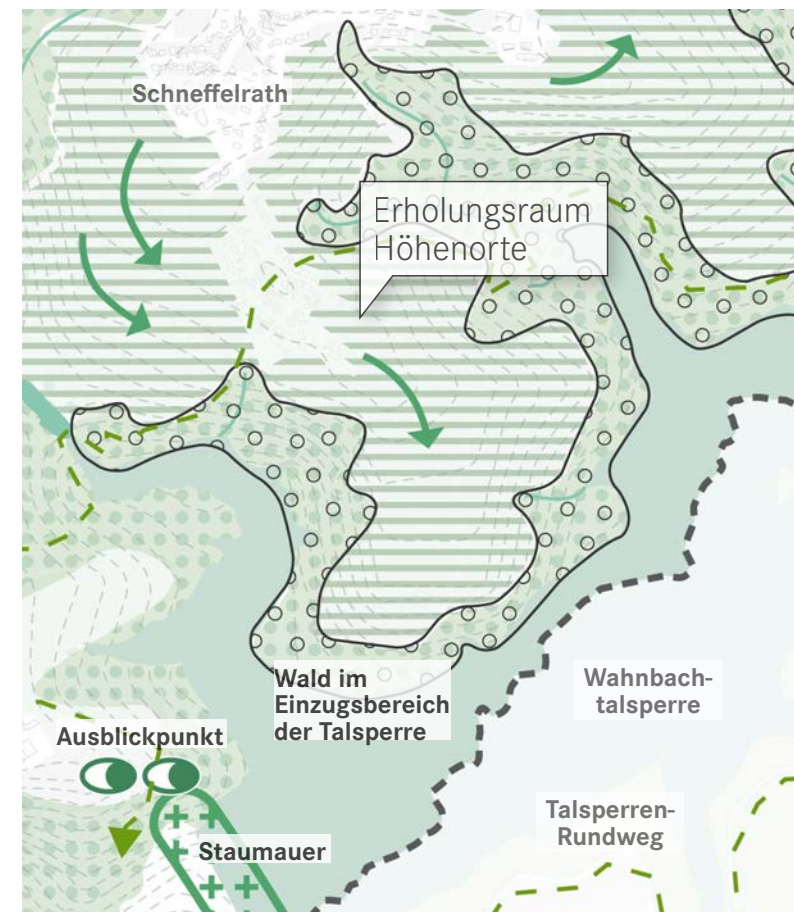 Schneffelrath
Erholungsraum
Höhenorte
Wald im
Einzugsbereich
der Talsperre
Wahnbach-
talsperre
Ausblickpunkt
Talsperren-
Rundweg
Staumauer